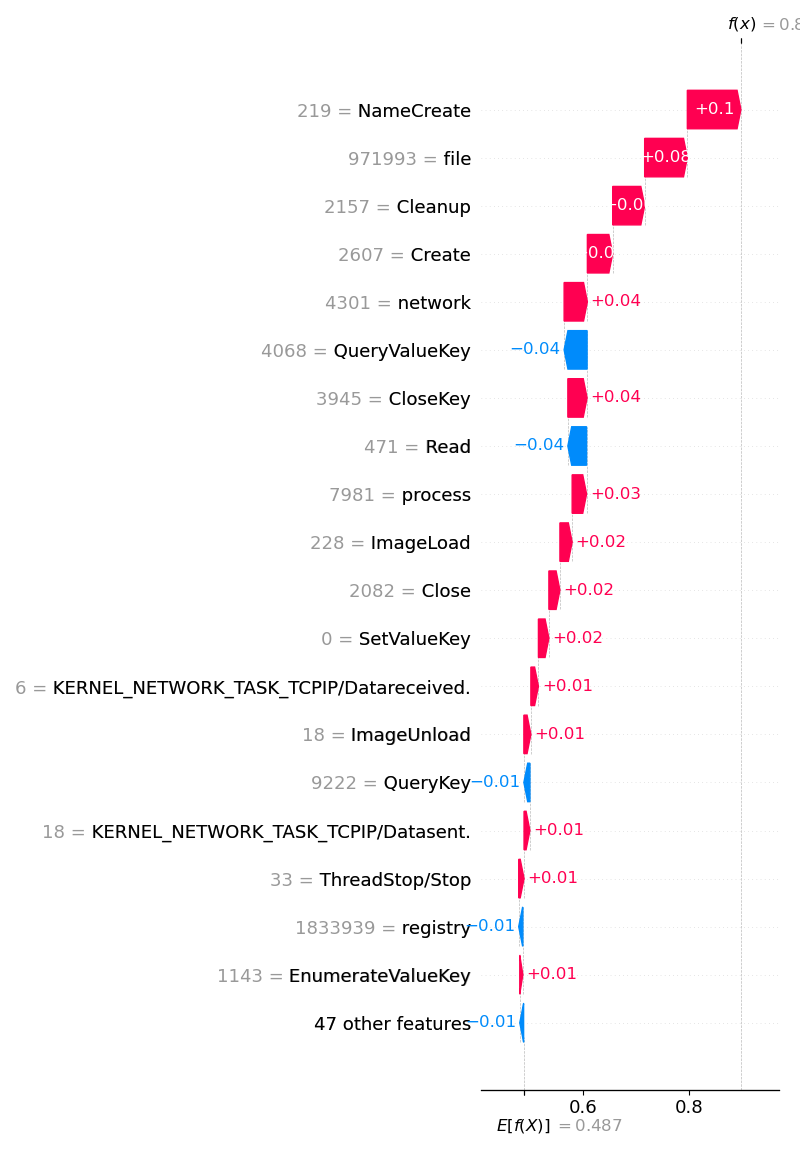 f(x) = 0.8
219 = NameCreate
+0.1
971993 = file
+0.08
2157 = Cleanup
2607 = Create
4301 = network
+0.04
4068 = QueryValueKey
−0.04
3945 = CloseKey
+0.04
471 = Read
−0.04
7981 = process
+0.03
228 = ImageLoad
+0.02
2082 = Close
+0.02
0 = SetValueKey
+0.02
6 = KERNEL_NETWORK_TASK_TCPIP/Datareceived.
+0.01
18 = ImageUnload
+0.01
9222 = QueryKey
−0.01
18 = KERNEL_NETWORK_TASK_TCPIP/Datasent.
+0.01
33 = ThreadStop/Stop
+0.01
1833939 = registry
−0.01
1143 = EnumerateValueKey
+0.01
47 other features
−0.01
0.6 0.8
E[f(X)] = 0.487